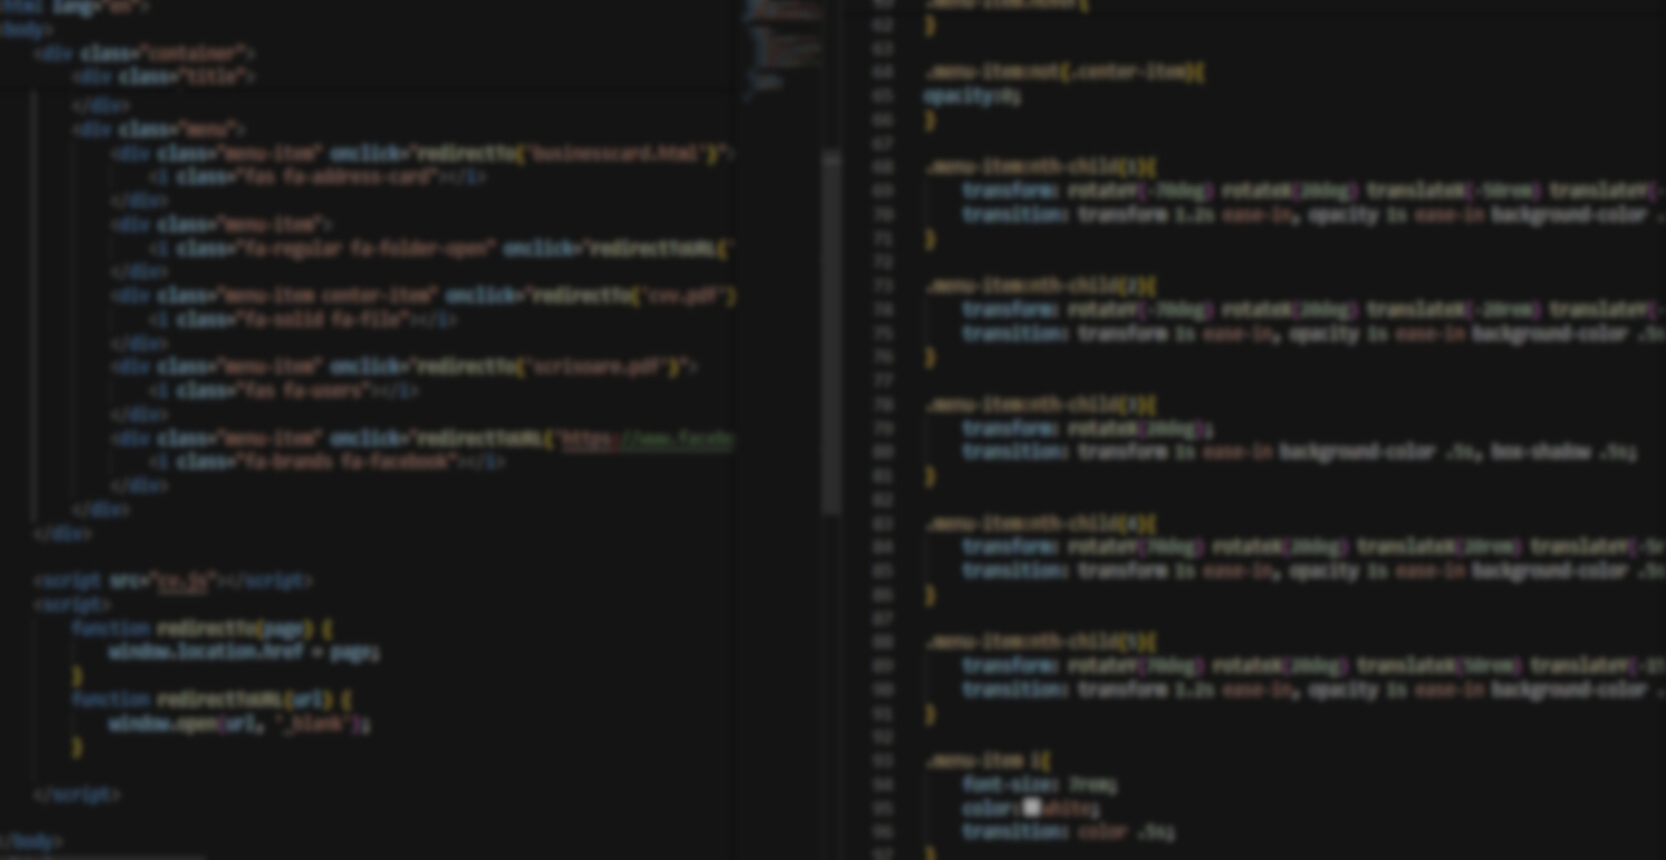 <html lang="en">
<body>
<div class="container">
<div class="title">
</div>
<div class="menu">
<div class="menu-item" onclick="redirectTo('businesscard.html')">
<i class="fas fa-address-card"></i>
</div>
<div class="menu-item">
<i class="fa-regular fa-folder-open" onclick="redirectToURL('
</div>
<div class="menu-item center-item" onclick="redirectTo('cvv.pdf')
<i class="fa-solid fa-file"></i>
</div>
<div class="menu-item" onclick="redirectTo('scrisoare.pdf')">
<i class="fas fa-users"></i>
</div>
<div class="menu-item" onclick="redirectToURL('https://www.facebo
<i class="fa-brands fa-facebook"></i>
</div>
</div>
</div>
<script src="cv.js"></script>
<script>
function redirectTo(page) {
window.location.href = page;
}
function redirectToURL(url) {
window.open(url, '_blank');
}
</script>
</body>
.menu-item:hover{
62 }
63
64 .menu-item:not(.center-item){
65 opacity:0;
66 }
67
68 .menu-item:nth-child(1){
69 transform: rotateY(-70deg) rotateX(20deg) translateX(-50rem) translateY(-
70 transition: transform 1.2s ease-in, opacity 1s ease-in background-color .
71 }
72
73 .menu-item:nth-child(2){
74 transform: rotateY(-70deg) rotateX(20deg) translateX(-20rem) translateY(-
75 transition: transform 1s ease-in, opacity 1s ease-in background-color .5s
76 }
77
78 .menu-item:nth-child(3){
79 transform: rotateX(20deg);
80 transition: transform 1s ease-in background-color .5s, box-shadow .5s;
81 }
82
83 .menu-item:nth-child(4){
84 transform: rotateY(70deg) rotateX(20deg) translateX(20rem) translateY(-5r
85 transition: transform 1s ease-in, opacity 1s ease-in background-color .5s
86 }
87
88 .menu-item:nth-child(5){
89 transform: rotateY(70deg) rotateX(20deg) translateX(50rem) translateY(-15
90 transition: transform 1.2s ease-in, opacity 1s ease-in background-color .
91 }
92
93 .menu-item i{
94 font-size: 7rem;
95 color: white;
96 transition: color .5s;
97 }